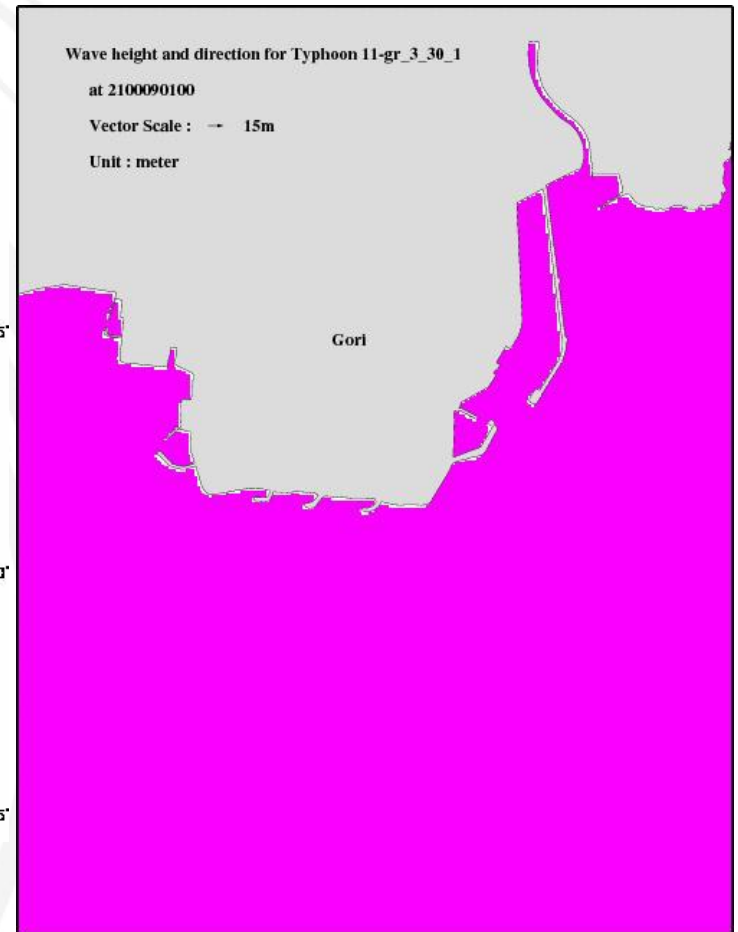 Wave height and direction for Typhoon 11-gr_3_30_1
at 2100090100
Vector Scale : → 15m
Unit : meter
Gori